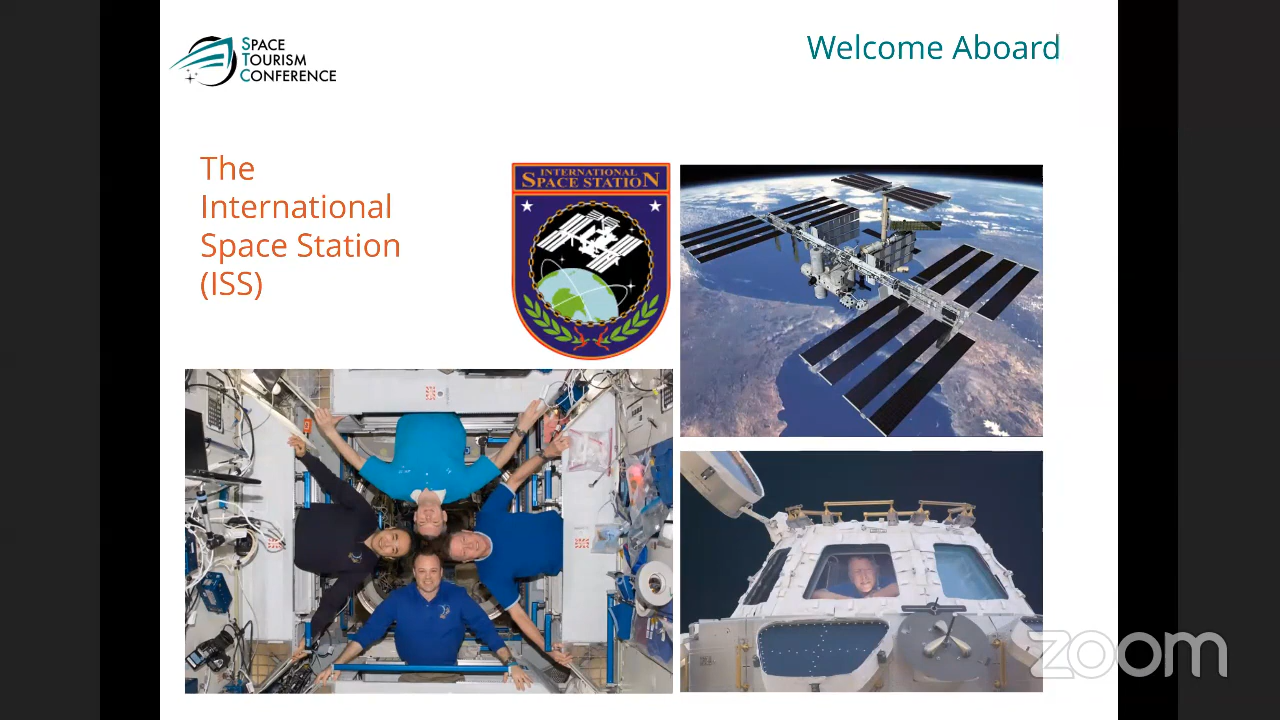 SPACE
TOURISM
CONFERENCE
Welcome Aboard
The
International
Space Station
(ISS)
INTERNATIONAL
SPACE STATION
zoom